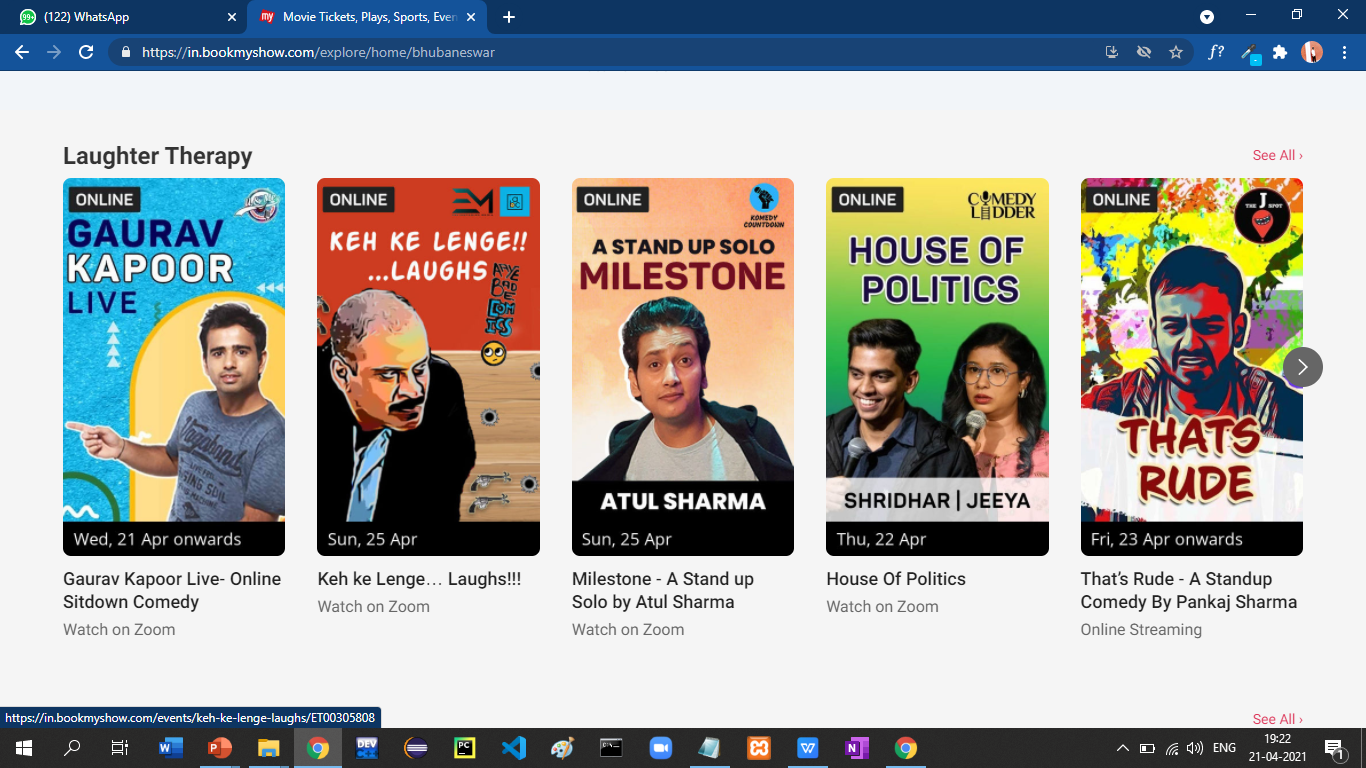 (122) WhatsApp
Movie Tickets, Plays, Sports, Even
https://in.bookmyshow.com/explore/home/bhubaneswar
f?
Laughter Therapy
See All ›
ONLINE
GAURAV
KAPOOR
LIVE
Wed, 21 Apr onwards
Gaurav Kapoor Live- Online
Sitdown Comedy
Watch on Zoom
ONLINE
EM
KEH KE LENGE!!
...LAUGHS
Sun, 25 Apr
Keh ke Lenge… Laughs!!!
Watch on Zoom
ONLINE
KOMEDY
COUNTDOWN
A STAND UP SOLO
MILESTONE
ATUL SHARMA
Sun, 25 Apr
Milestone - A Stand up
Solo by Atul Sharma
Watch on Zoom
ONLINE
COMEDY
LADDER
HOUSE OF
POLITICS
SHRIDHAR | JEEYA
Thu, 22 Apr
House Of Politics
Watch on Zoom
ONLINE
THE J SPOT
THATS
RUDE
Fri, 23 Apr onwards
That's Rude - A Standup
Comedy By Pankaj Sharma
Online Streaming
https://in.bookmyshow.com/events/keh-ke-lenge-laughs/ET00305808
See All ›
ENG
19:22
21-04-2021